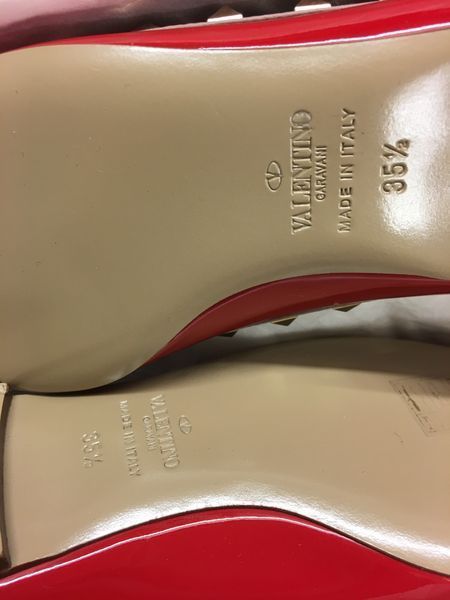 VALENTINO
GARAVANI
MADE IN ITALY
35½
VALENTINO
GARAVANI
MADE IN ITALY
35½